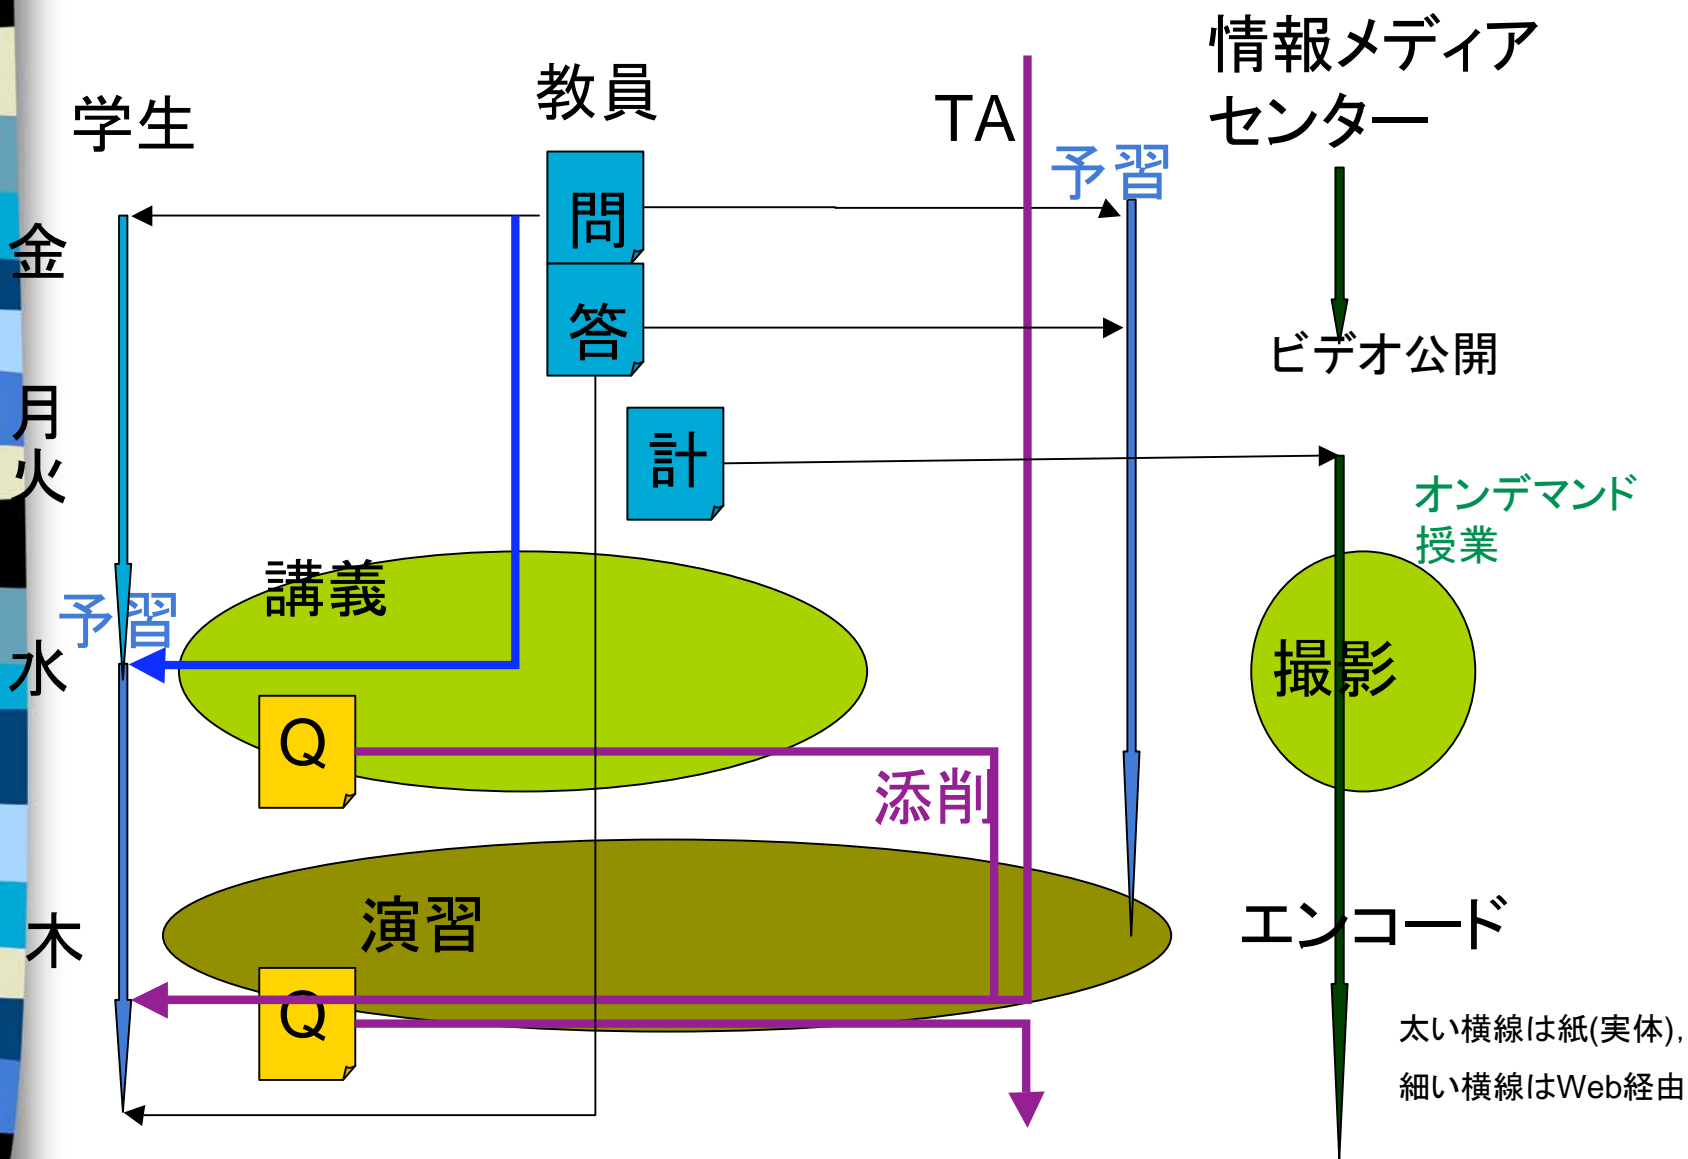 学生
教員
TA
情報メディア
センター
予習
問
金
答
ビデオ公開
月
計
火
オンデマンド
授業
講義
予習
水
撮影
Q
添削
演習
木
エンコード
Q
太い横線は紙(実体),
細い横線はWeb経由